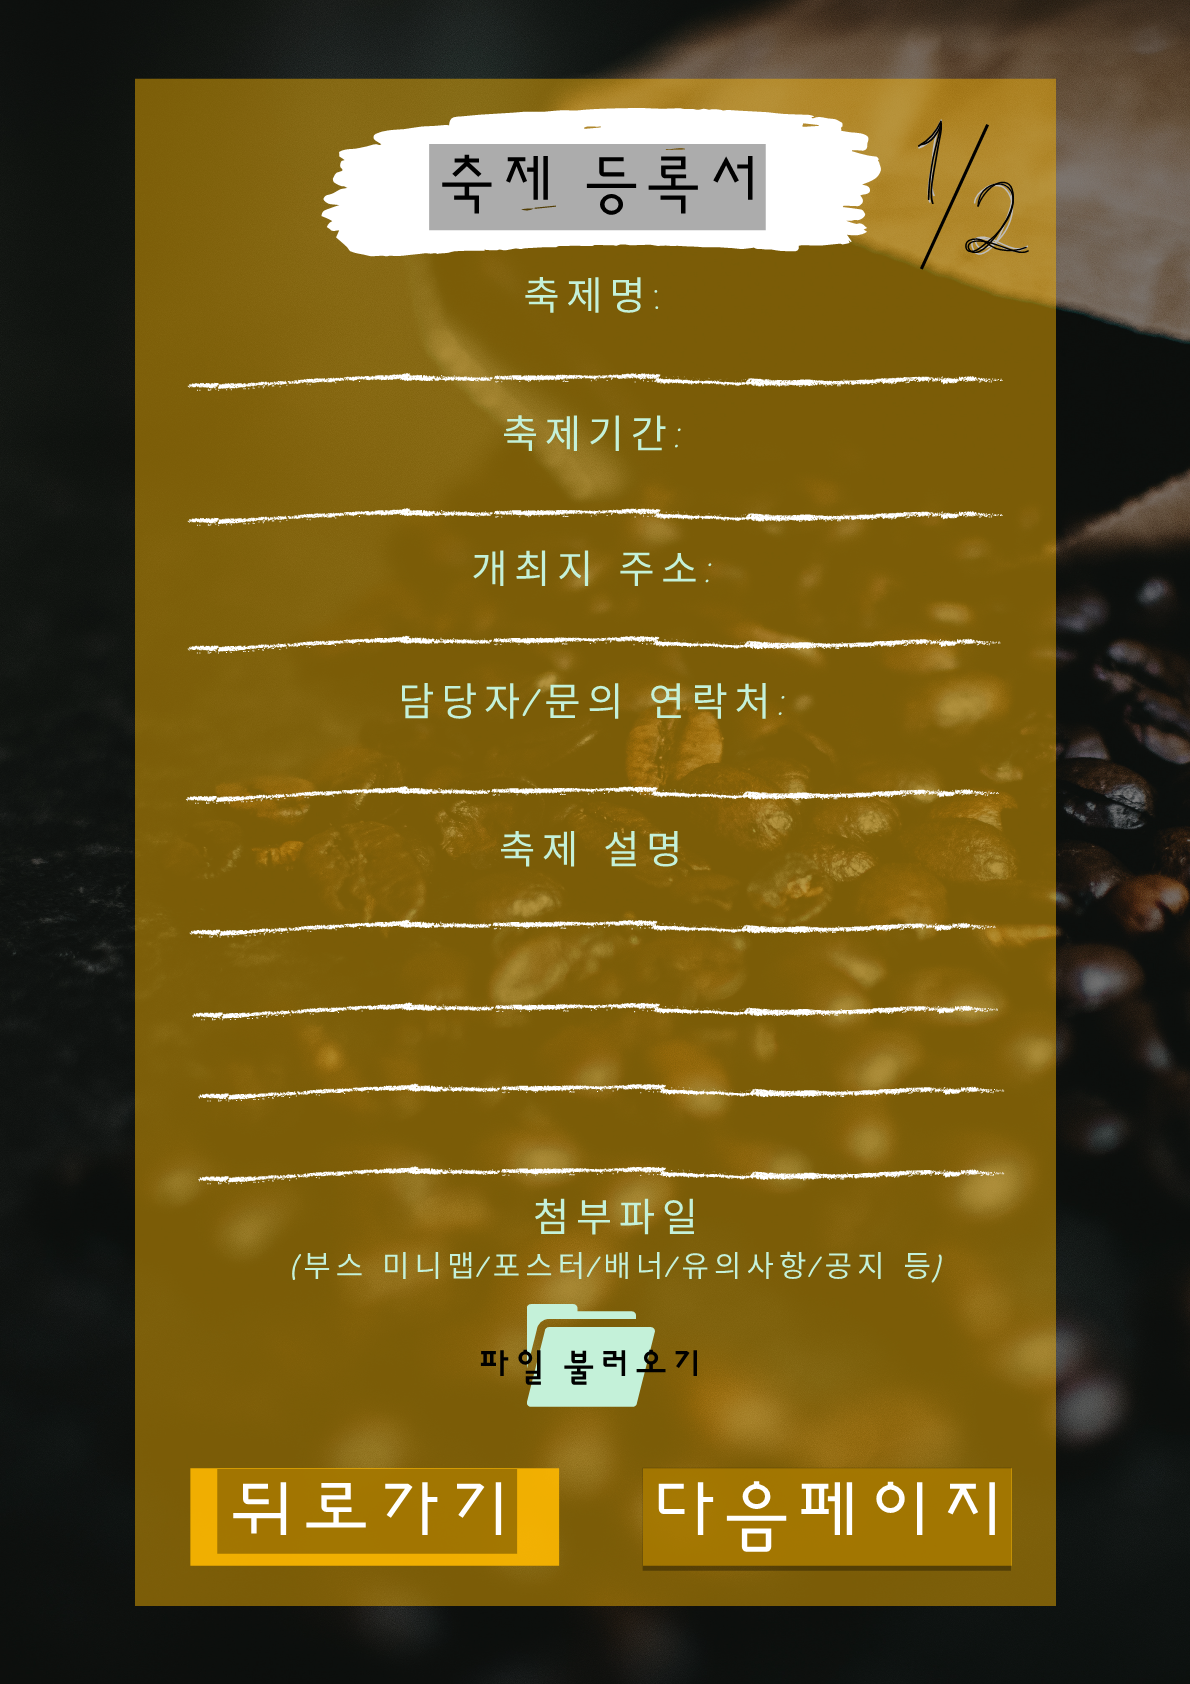 축제 등록서
1/2
축제명:
축제기간:
개최지 주소:
담당자/문의 연락처:
축제 설명
첨부파일
(부스 미니맵/포스터/배너/유의사항/공지 등)
파일 불러오기
뒤로가기
다음페이지